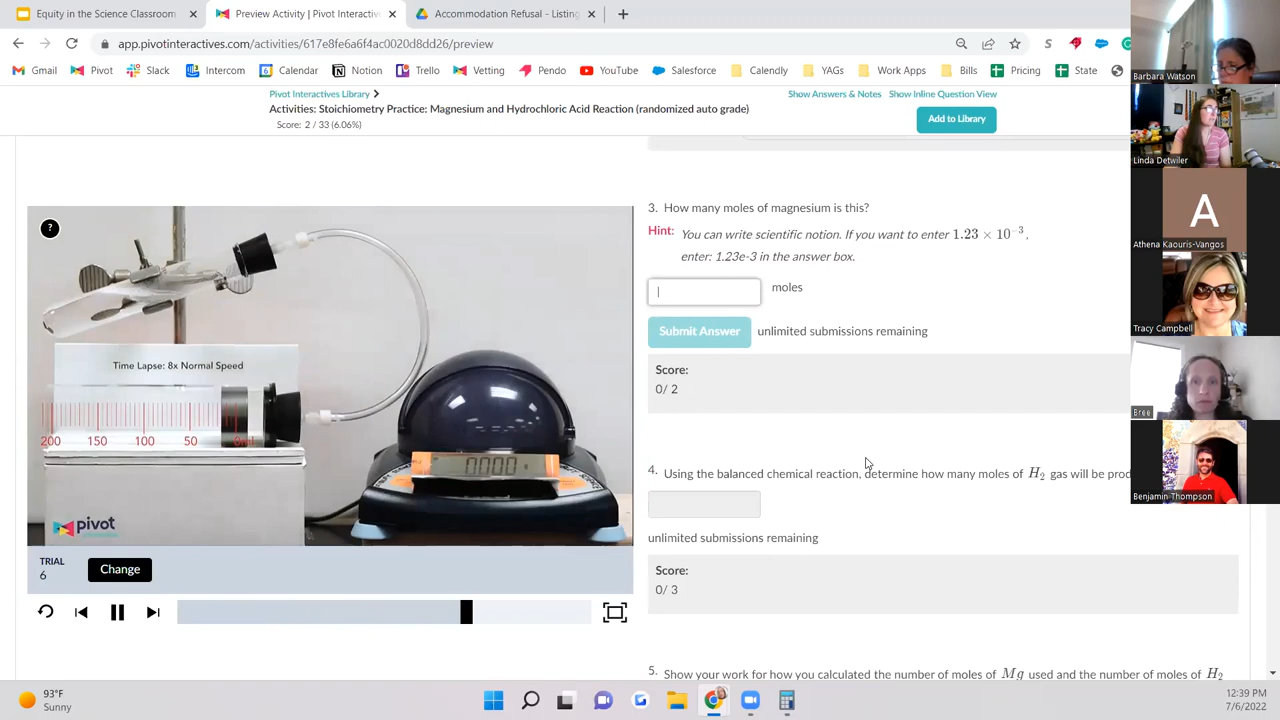 Equity in the Science Classroom
Preview Activity | Pivot Interactiv
Accommodation Refusal - Listing
app.pivotinteractives.com/activities/617e8fe6a6f4ac0020d8dd26/preview
Gmail
Pivot
Slack
Intercom
Calendar
Notion
Trello
Vetting
Pendo
YouTube
Salesforce
Calendly
YAGs
Work Apps
Bills
Pricing
State
Pivot Interactives Library
Activities: Stoichiometry Practice: Magnesium and Hydrochloric Acid Reaction (randomized auto grade)
Score: 2 / 33 (6.06%)
Show Answers & Notes
Show Inline Question View
Add to Library
?
Time Lapse: 8x Normal Speed
200 150 100 50
pivot
TRIAL
6
Change
3. How many moles of magnesium is this?
Hint: You can write scientific notion. If you want to enter 1.23 × 10⁻³,
enter: 1.23e-3 in the answer box.
moles
Submit Answer
unlimited submissions remaining
Score:
0/ 2
4. Using the balanced chemical reaction, determine how many moles of H₂ gas will be prod
unlimited submissions remaining
Score:
0/ 3
5. Show your work for how you calculated the number of moles of Mg used and the number of moles of H₂
Barbara Watson
Linda Detwiler
A
Athena Kaouris-Vangos
Tracy Campbell
Bree
Benjamin Thompson
93°F
Sunny
12:39 PM
7/6/2022